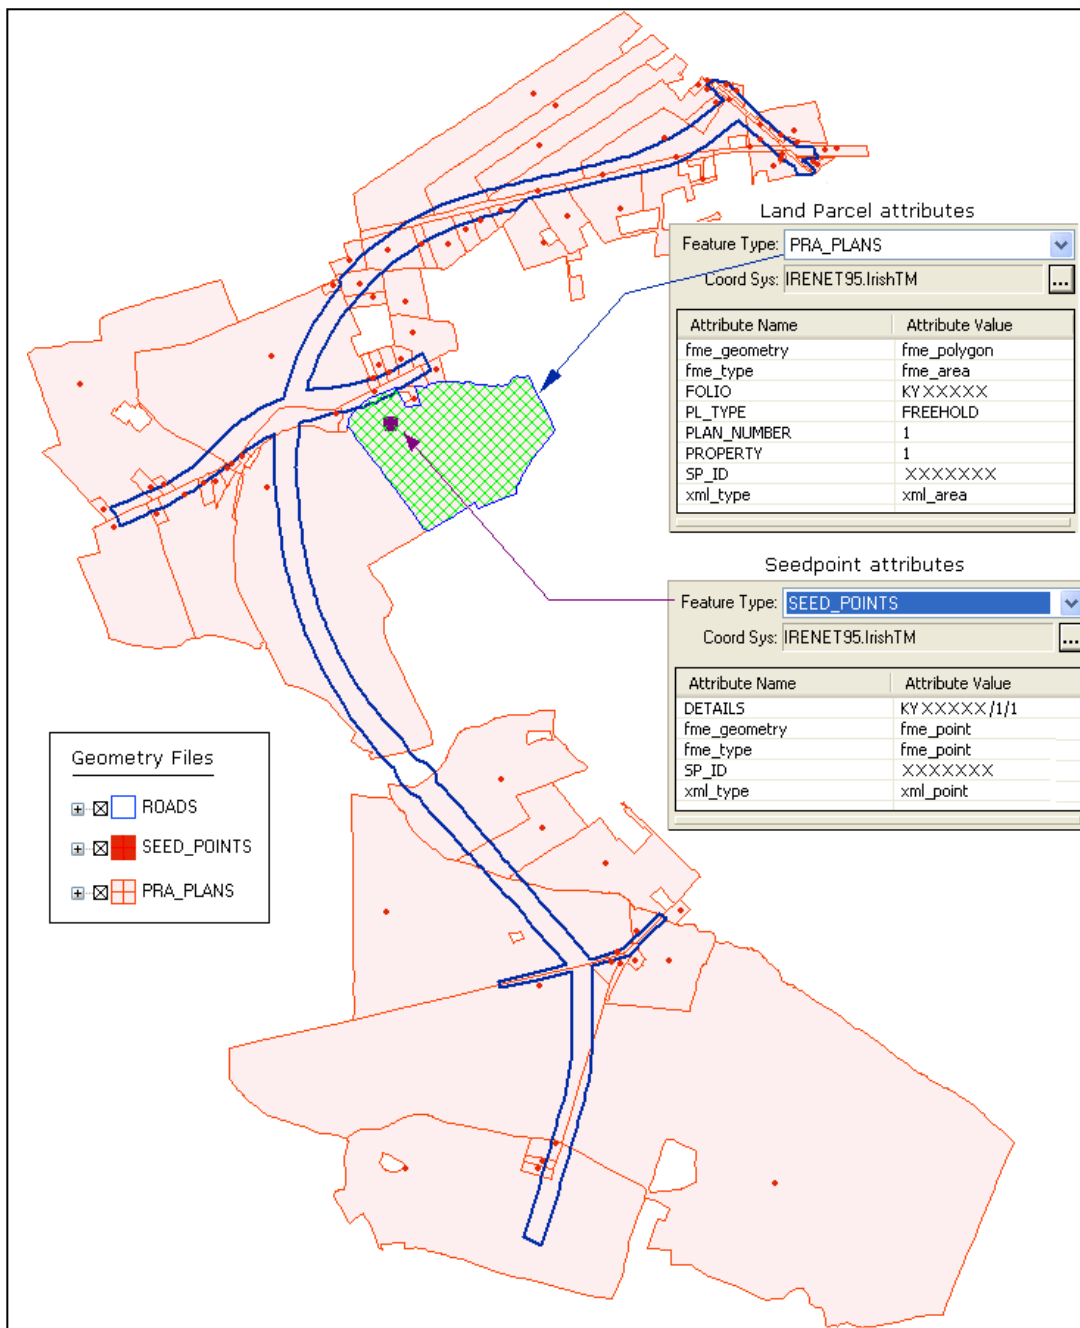 Land Parcel attributes
Feature Type: PRA_PLANS
Coord Sys: IRENET95.IrishTM ...
Attribute Name Attribute Value
fme_geometry fme_polygon
fme_type fme_area
FOLIO KYXXXXX
PL_TYPE FREEHOLD
PLAN_NUMBER 1
PROPERTY 1
SP_ID XXXXXXX
xml_type xml_area
Seedpoint attributes
Feature Type: SEED_POINTS
Coord Sys: IRENET95.IrishTM ...
Attribute Name Attribute Value
DETAILS KYXXXXX/1/1
fme_geometry fme_point
fme_type fme_point
SP_ID XXXXXXX
xml_type xml_point
Geometry Files
ROADS
SEED_POINTS
PRA_PLANS